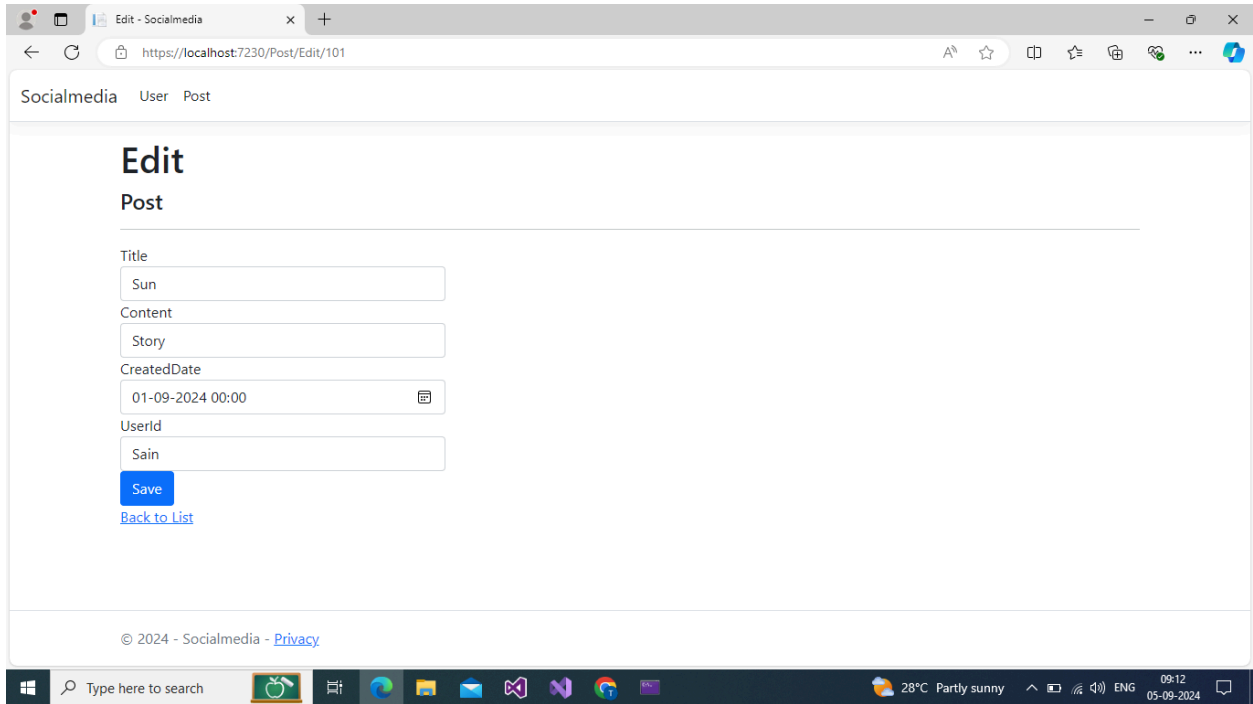 Edit - Socialmedia
https://localhost:7230/Post/Edit/101
Socialmedia User Post
Edit
Post
Title
Sun
Content
Story
CreatedDate
01-09-2024 00:00
UserId
Sain
Save
Back to List
© 2024 - Socialmedia - Privacy
Type here to search
28°C Partly sunny
ENG
09:12
05-09-2024